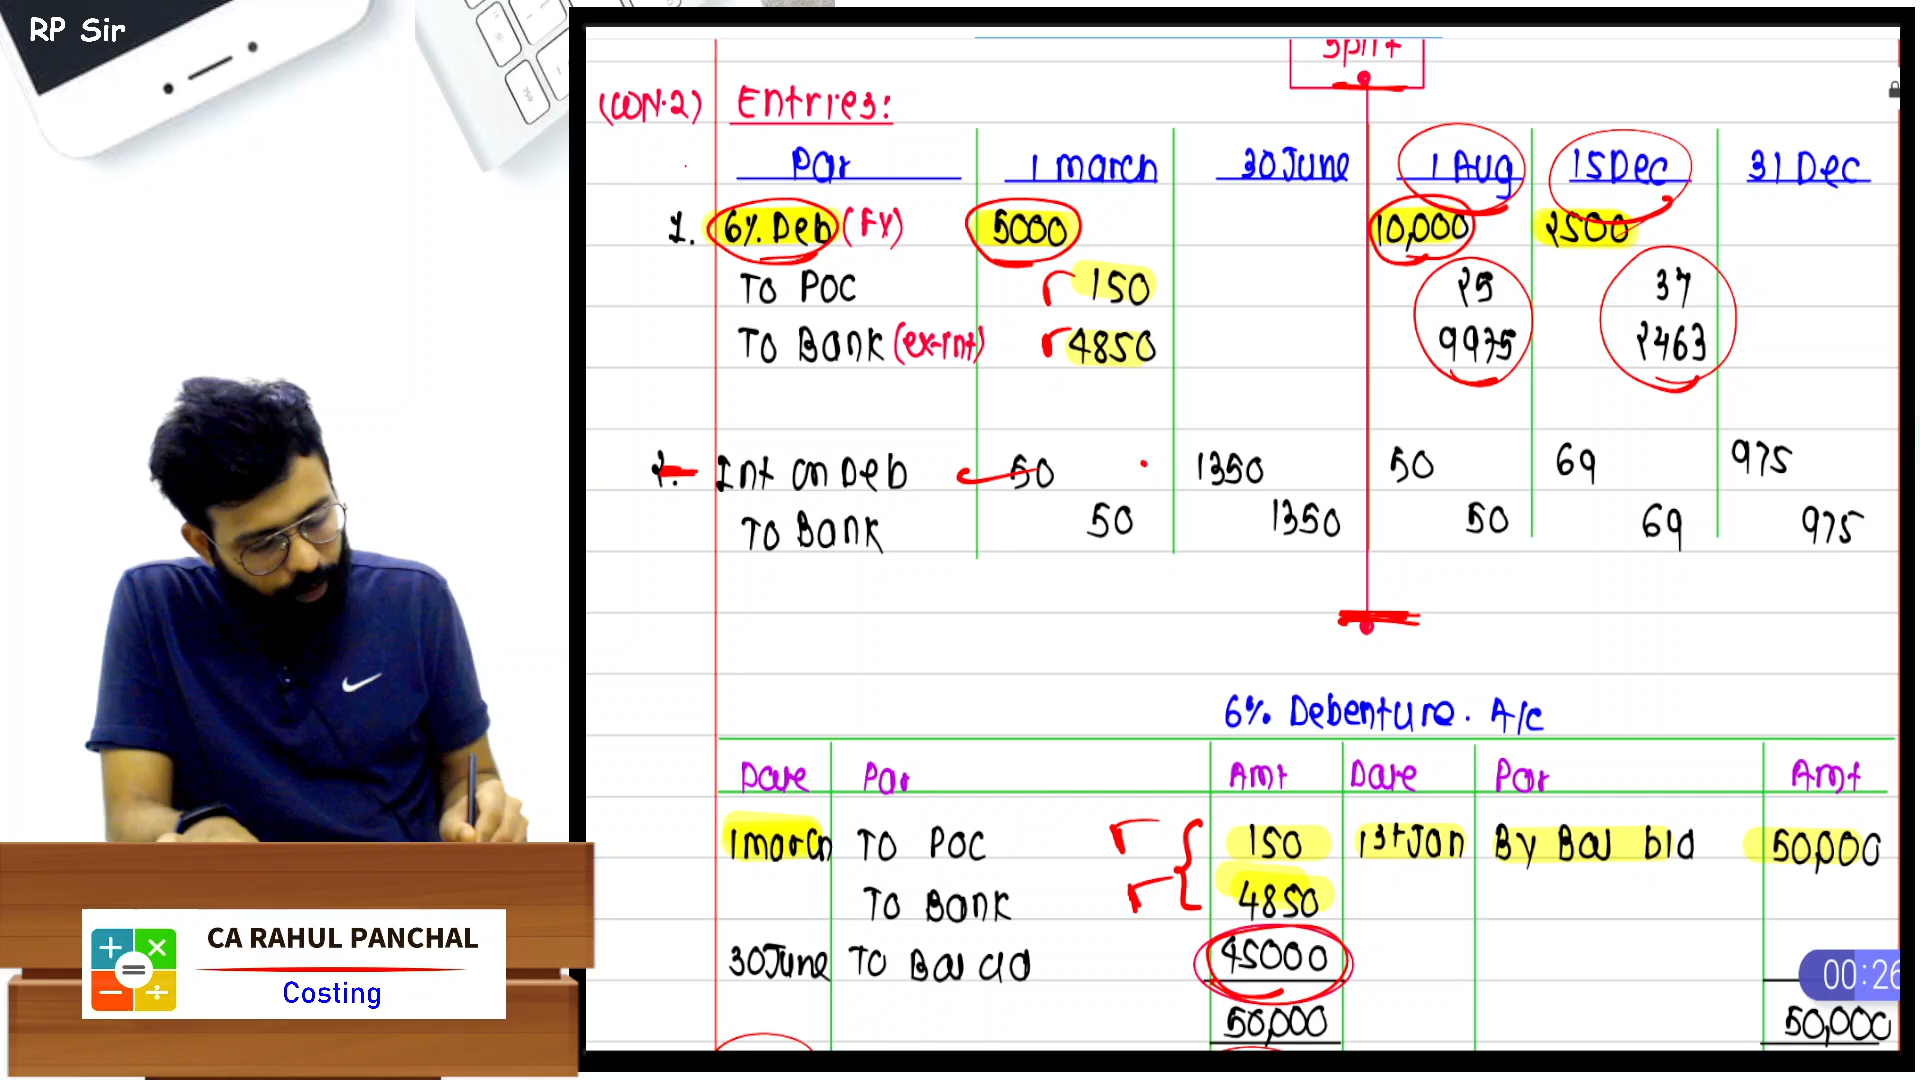 RP Sir
Split
(WN·2) Entries:
Par 1 march 30 June 1 Aug 15 Dec 31 Dec
1. 6% Deb (FV) 5000 10,000 2500
To POC 150 25 37
To Bank (ex-int) 4850 9975 2463
2. Int on Deb 50 1350 50 69 975
To Bank 50 1350 50 69 975
6% Debenture. A/c
Date Par Amt Date Par Amt
1 march To POC 150 1st Jan By Bal b/d 50,000
To Bank 4850
30 June To Bal c/d 45000
50,000 50,000
00:26
CA RAHUL PANCHAL
Costing